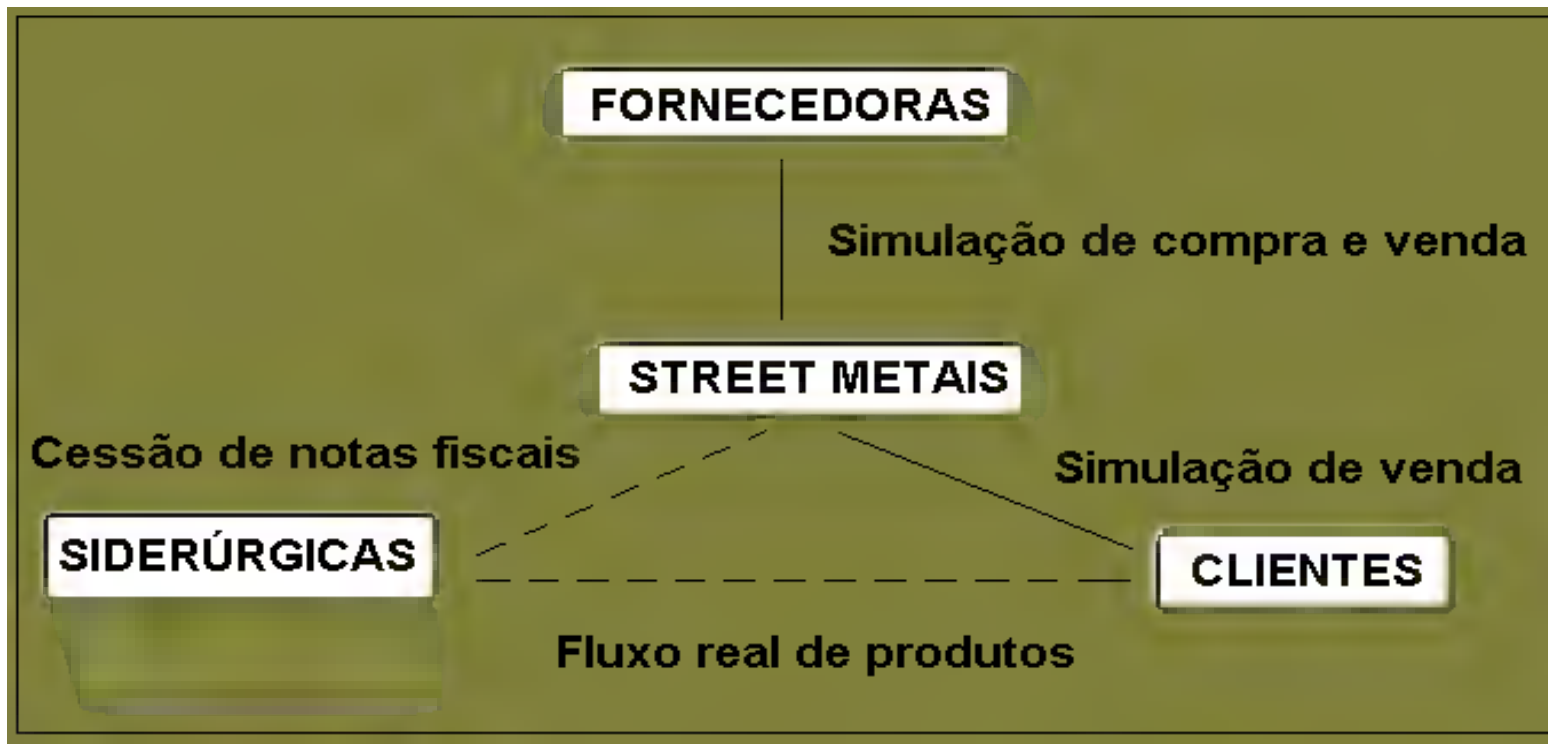 FORNECEDORAS
Simulação de compra e venda
STREET METAIS
Cessão de notas fiscais
Simulação de venda
SIDERÚRGICAS
CLIENTES
Fluxo real de produtos